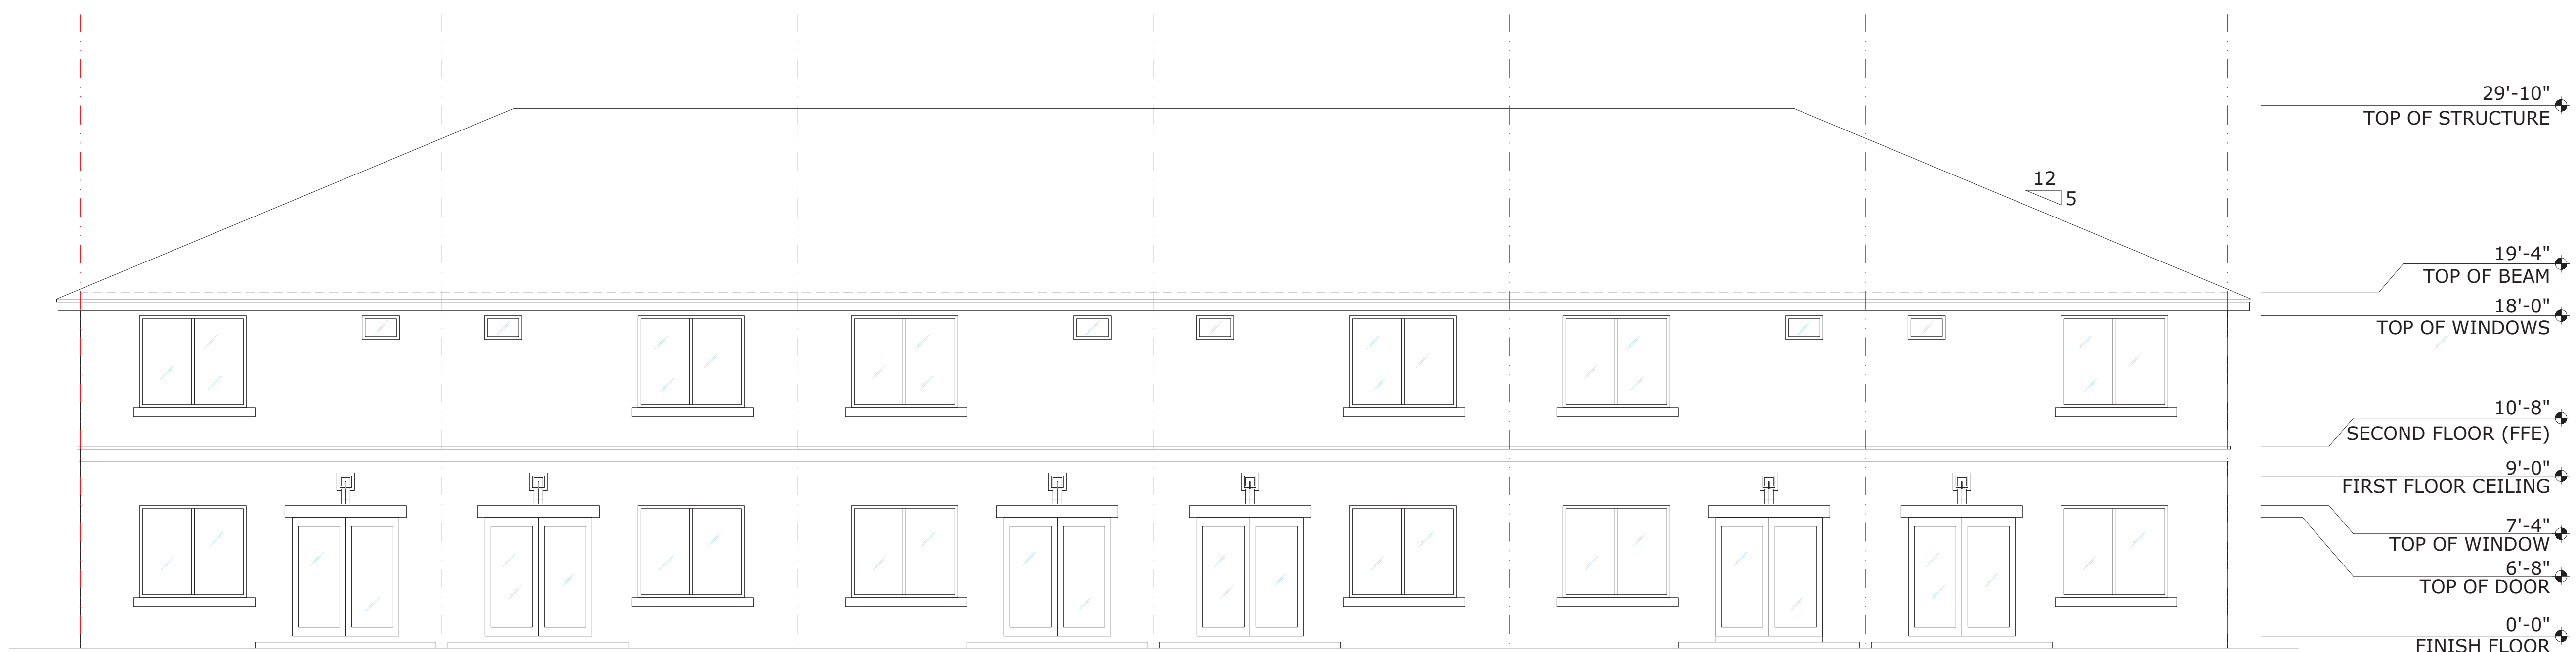 29'-10"
TOP OF STRUCTURE
12
5
19'-4"
TOP OF BEAM
18'-0"
TOP OF WINDOWS
10'-8"
SECOND FLOOR (FFE)
9'-0"
FIRST FLOOR CEILING
7'-4"
TOP OF WINDOW
6'-8"
TOP OF DOOR
0'-0"
FINISH FLOOR